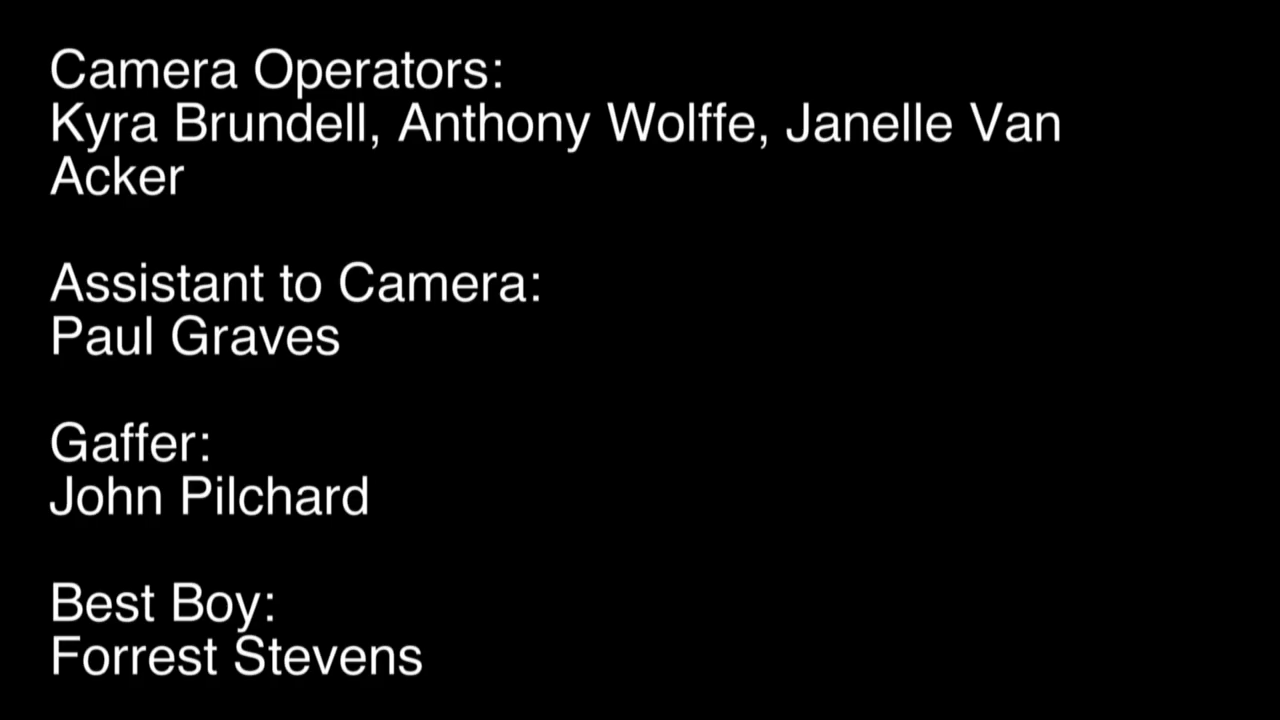 Camera Operators:
Kyra Brundell, Anthony Wolffe, Janelle Van
Acker
Assistant to Camera:
Paul Graves
Gaffer:
John Pilchard
Best Boy:
Forrest Stevens